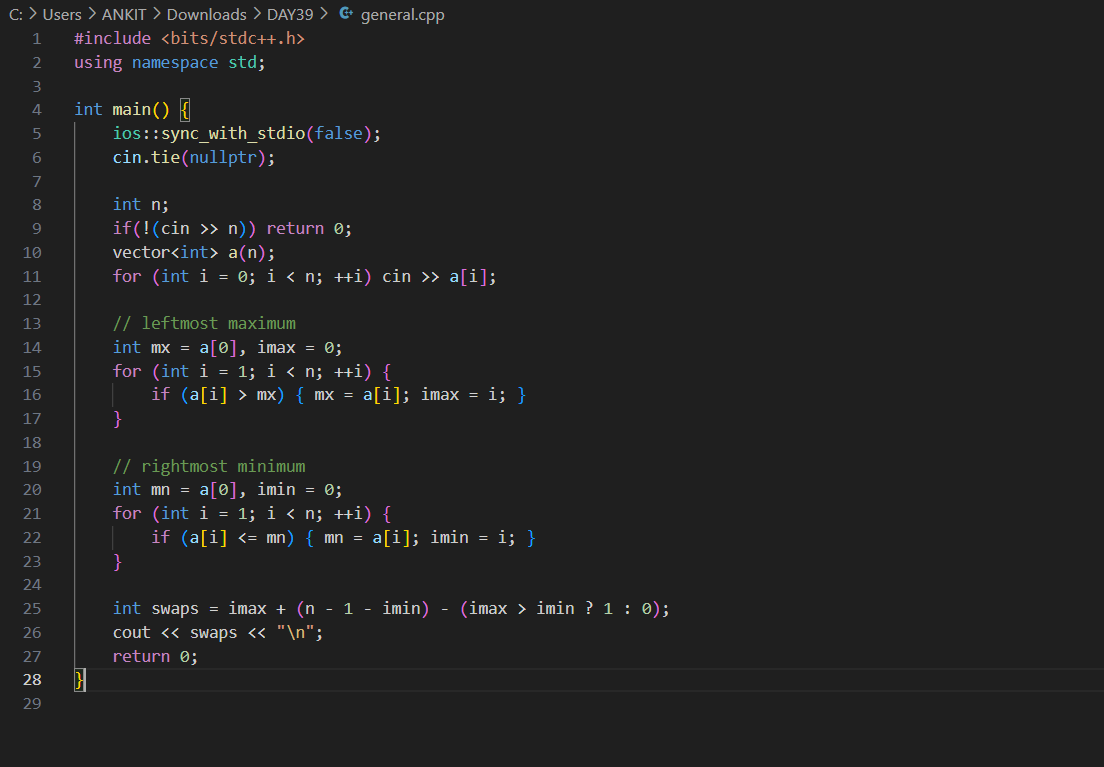 C: > Users > ANKIT > Downloads > DAY39 > general.cpp
1 #include <bits/stdc++.h>
2 using namespace std;
3
4 int main() {
5     ios::sync_with_stdio(false);
6     cin.tie(nullptr);
7
8     int n;
9     if(!(cin >> n)) return 0;
10     vector<int> a(n);
11     for (int i = 0; i < n; ++i) cin >> a[i];
12
13     // leftmost maximum
14     int mx = a[0], imax = 0;
15     for (int i = 1; i < n; ++i) {
16         if (a[i] > mx) { mx = a[i]; imax = i; }
17     }
18
19     // rightmost minimum
20     int mn = a[0], imin = 0;
21     for (int i = 1; i < n; ++i) {
22         if (a[i] <= mn) { mn = a[i]; imin = i; }
23     }
24
25     int swaps = imax + (n - 1 - imin) - (imax > imin ? 1 : 0);
26     cout << swaps << "\n";
27     return 0;
28 }
29